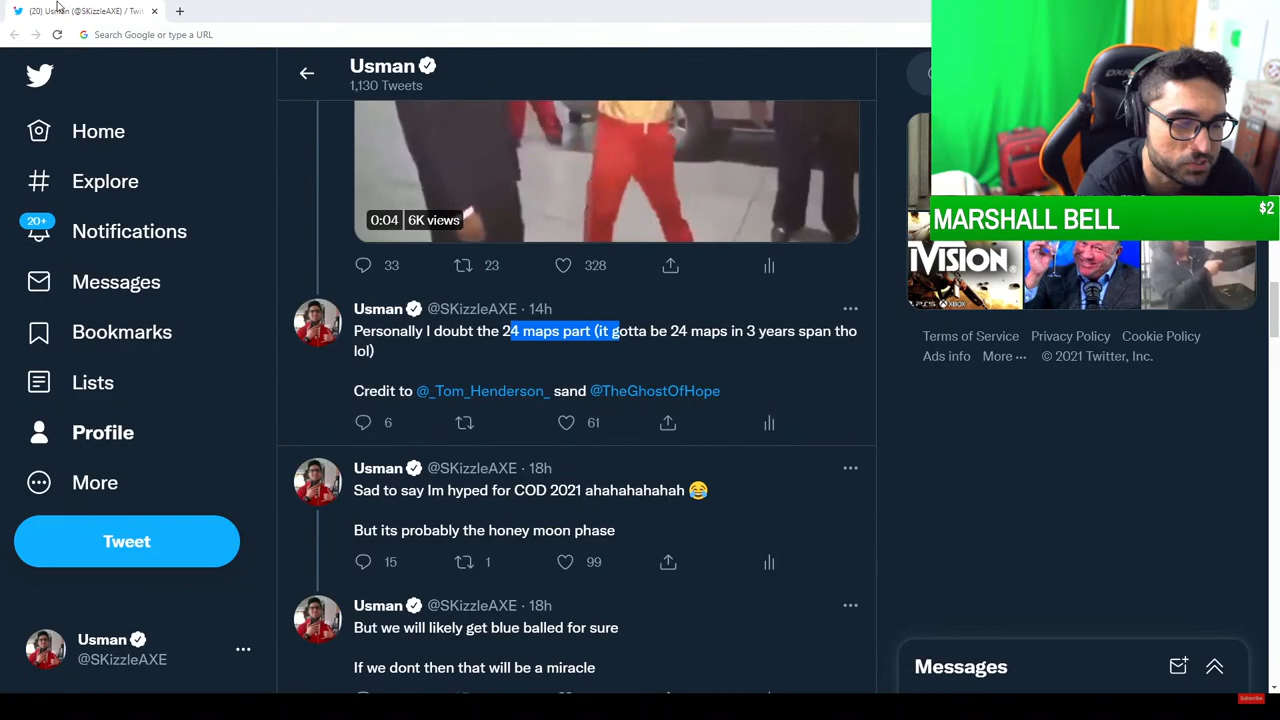 (20) Usman (@SKizzleAXE) / Twit
Search Google or type a URL
Home
Explore
20+
Notifications
Messages
Bookmarks
Lists
Profile
More
Tweet
Usman
@SKizzleAXE
Usman
1,130 Tweets
0:04 6K views
33 23 328
Usman @SKizzleAXE · 14h
Personally I doubt the 24 maps part (it gotta be 24 maps in 3 years span tho
lol)
Credit to @_Tom_Henderson_ sand @TheGhostOfHope
6 61
Usman @SKizzleAXE · 18h
Sad to say Im hyped for COD 2021 ahahahahahah 😂
But its probably the honey moon phase
15 1 99
Usman @SKizzleAXE · 18h
But we will likely get blue balled for sure
If we dont then that will be a miracle
MARSHALL BELL $2
Terms of Service Privacy Policy Cookie Policy
Ads info More ··· © 2021 Twitter, Inc.
Messages
Subscribe